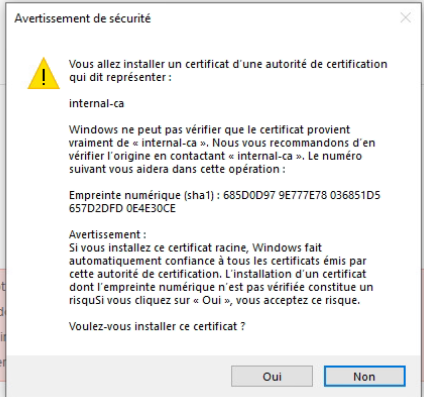 Avertissement de sécurité
Vous allez installer un certificat d'une autorité de certification
qui dit représenter :
internal-ca
Windows ne peut pas vérifier que le certificat provient
vraiment de « internal-ca ». Nous vous recommandons d'en
vérifier l'origine en contactant « internal-ca ». Le numéro
suivant vous aidera dans cette opération :
Empreinte numérique (sha1) : 685D0D97 9E777E78 036851D5
657D2DFD 0E4E30CE
Avertissement :
Si vous installez ce certificat racine, Windows fait
automatiquement confiance à tous les certificats émis par
cette autorité de certification. L'installation d'un certificat
dont l'empreinte numérique n'est pas vérifiée constitue un
risquSi vous cliquez sur « Oui », vous acceptez ce risque.
Voulez-vous installer ce certificat ?
Oui
Non